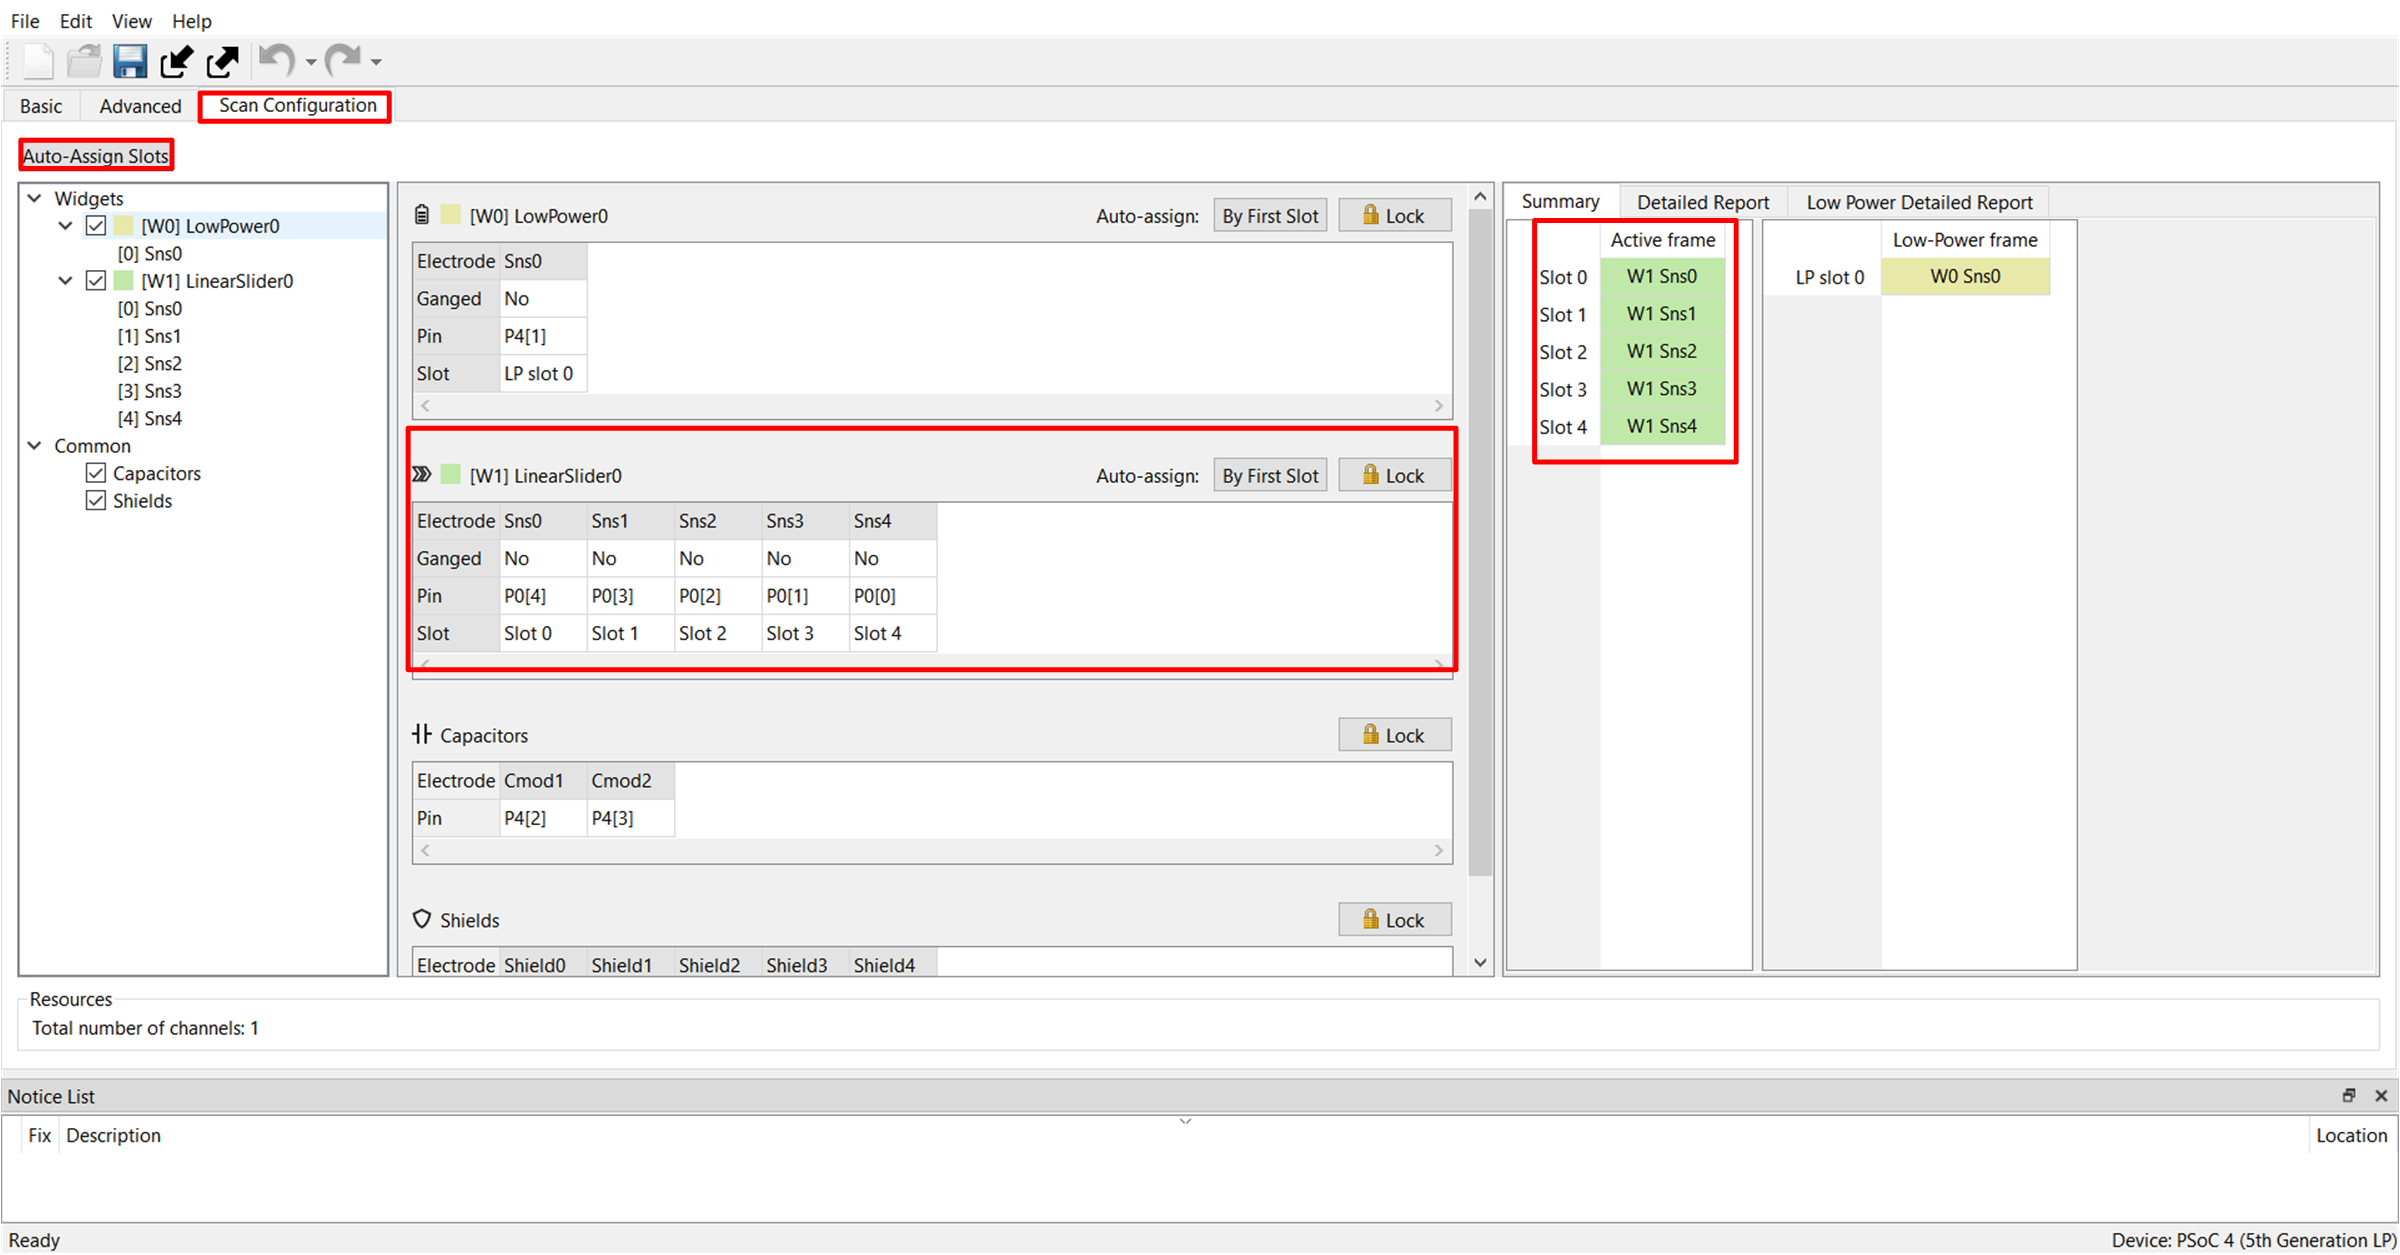 File Edit View Help
Basic Advanced Scan Configuration
Auto-Assign Slots
Widgets
[W0] LowPower0
[0] Sns0
[W1] LinearSlider0
[0] Sns0
[1] Sns1
[2] Sns2
[3] Sns3
[4] Sns4
Common
Capacitors
Shields
[W0] LowPower0 Auto-assign: By First Slot Lock
Electrode Sns0
Ganged No
Pin P4[1]
Slot LP slot 0
[W1] LinearSlider0 Auto-assign: By First Slot Lock
Electrode Sns0 Sns1 Sns2 Sns3 Sns4
Ganged No No No No No
Pin P0[4] P0[3] P0[2] P0[1] P0[0]
Slot Slot 0 Slot 1 Slot 2 Slot 3 Slot 4
Capacitors Lock
Electrode Cmod1 Cmod2
Pin P4[2] P4[3]
Shields Lock
Electrode Shield0 Shield1 Shield2 Shield3 Shield4
Summary Detailed Report Low Power Detailed Report
Active frame
Slot 0 W1 Sns0
Slot 1 W1 Sns1
Slot 2 W1 Sns2
Slot 3 W1 Sns3
Slot 4 W1 Sns4
Low-Power frame
LP slot 0 W0 Sns0
Resources
Total number of channels: 1
Notice List
Fix Description Location
Ready Device: PSoC 4 (5th Generation LP)